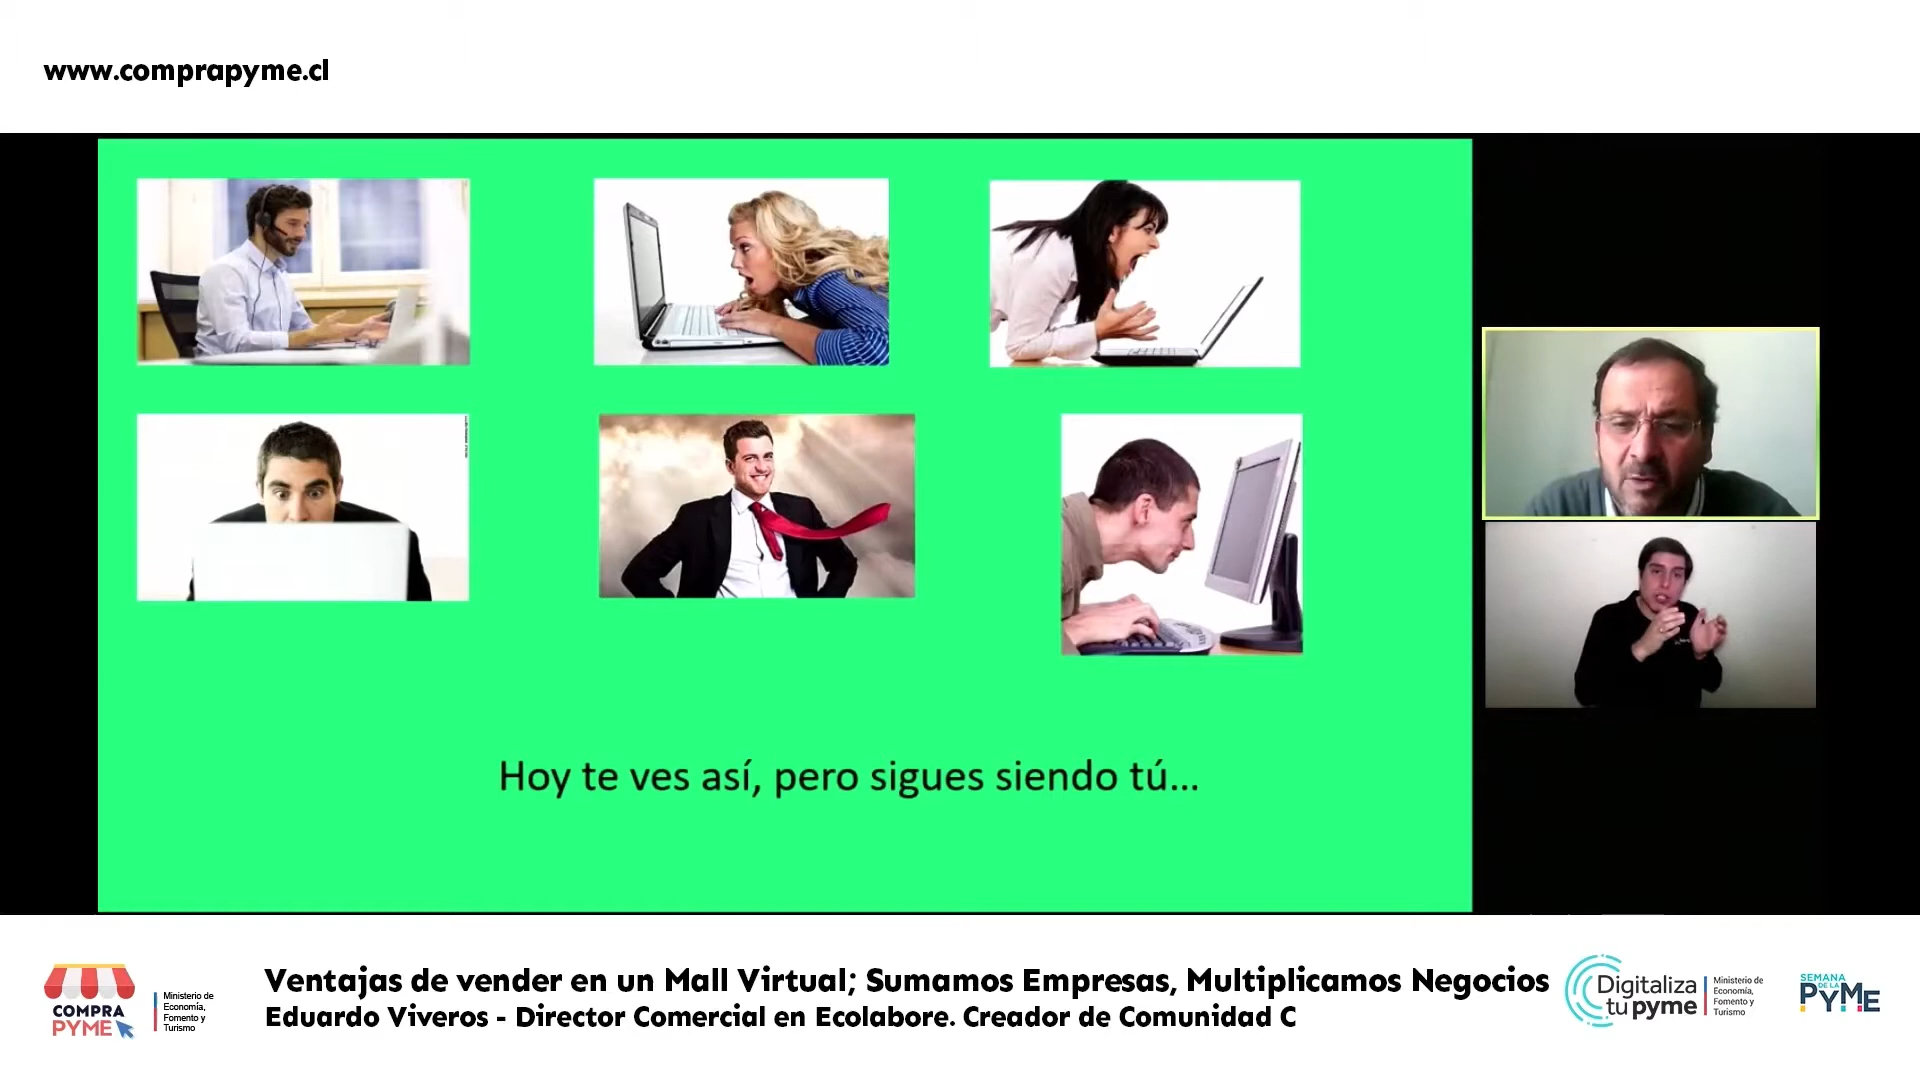 www.comprapyme.cl
Hoy te ves así, pero sigues siendo tú...
COMPRA
PYME
Ministerio de
Economía,
Fomento y
Turismo
Ventajas de vender en un Mall Virtual; Sumamos Empresas, Multiplicamos Negocios
Eduardo Viveros - Director Comercial en Ecolabore. Creador de Comunidad C
Digitaliza
tu pyme
Ministerio de
Economía,
Fomento y
Turismo
SEMANA
DE LA
PYME